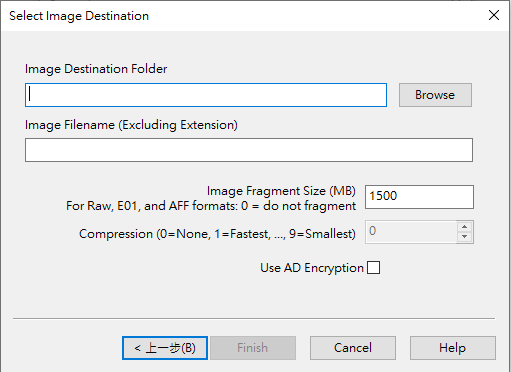 Select Image Destination
Image Destination Folder
Browse
Image Filename (Excluding Extension)
Image Fragment Size (MB)
1500
For Raw, E01, and AFF formats: 0 = do not fragment
Compression (0=None, 1=Fastest, ..., 9=Smallest)
0
Use AD Encryption
< 上一步(B)
Finish
Cancel
Help